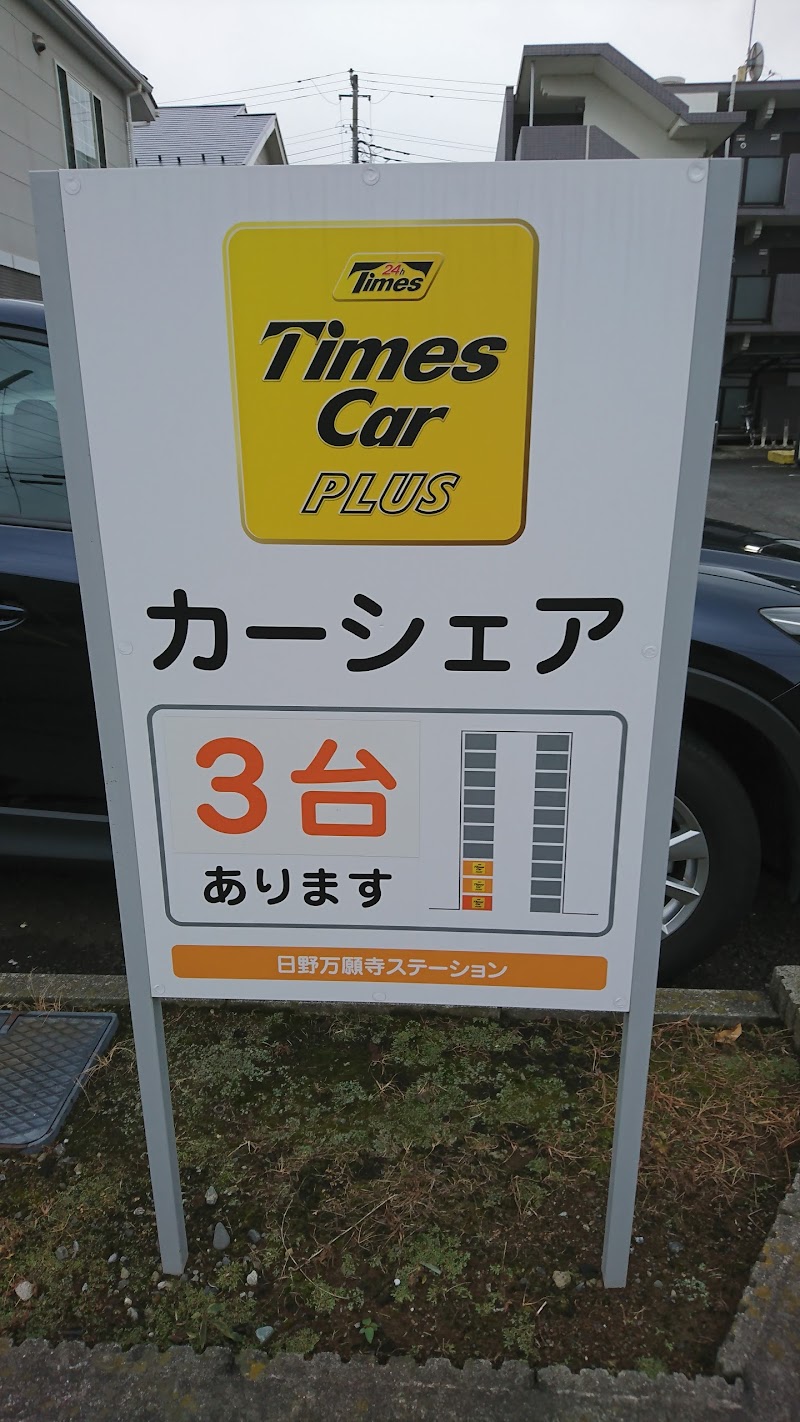 24h
Times
Times
Car
PLUS
カーシェア
3台
あります
日野万願寺ステーション